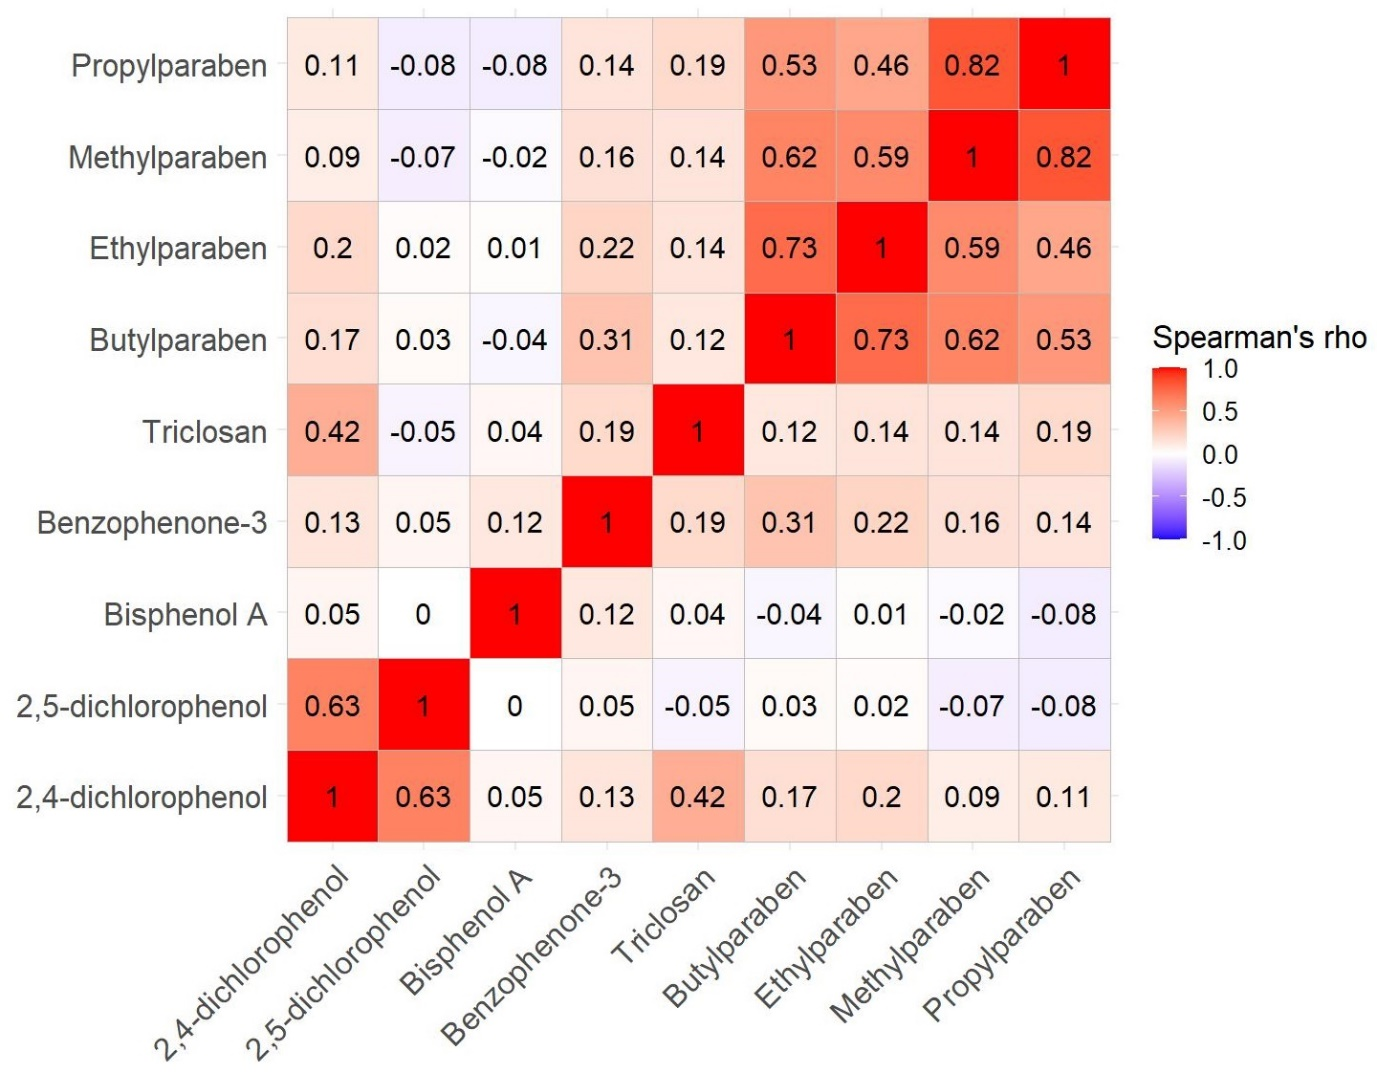 Propylparaben 0.11 -0.08 -0.08 0.14 0.19 0.53 0.46 0.82 1
Methylparaben 0.09 -0.07 -0.02 0.16 0.14 0.62 0.59 1 0.82
Ethylparaben 0.2 0.02 0.01 0.22 0.14 0.73 1 0.59 0.46
Butylparaben 0.17 0.03 -0.04 0.31 0.12 1 0.73 0.62 0.53
Triclosan 0.42 -0.05 0.04 0.19 1 0.12 0.14 0.14 0.19
Benzophenone-3 0.13 0.05 0.12 1 0.19 0.31 0.22 0.16 0.14
Bisphenol A 0.05 0 1 0.12 0.04 -0.04 0.01 -0.02 -0.08
2,5-dichlorophenol 0.63 1 0 0.05 -0.05 0.03 0.02 -0.07 -0.08
2,4-dichlorophenol 1 0.63 0.05 0.13 0.42 0.17 0.2 0.09 0.11
2,4-dichlorophenol
2,5-dichlorophenol
Bisphenol A
Benzophenone-3
Triclosan
Butylparaben
Ethylparaben
Methylparaben
Propylparaben
Spearman's rho
1.0
0.5
0.0
-0.5
-1.0